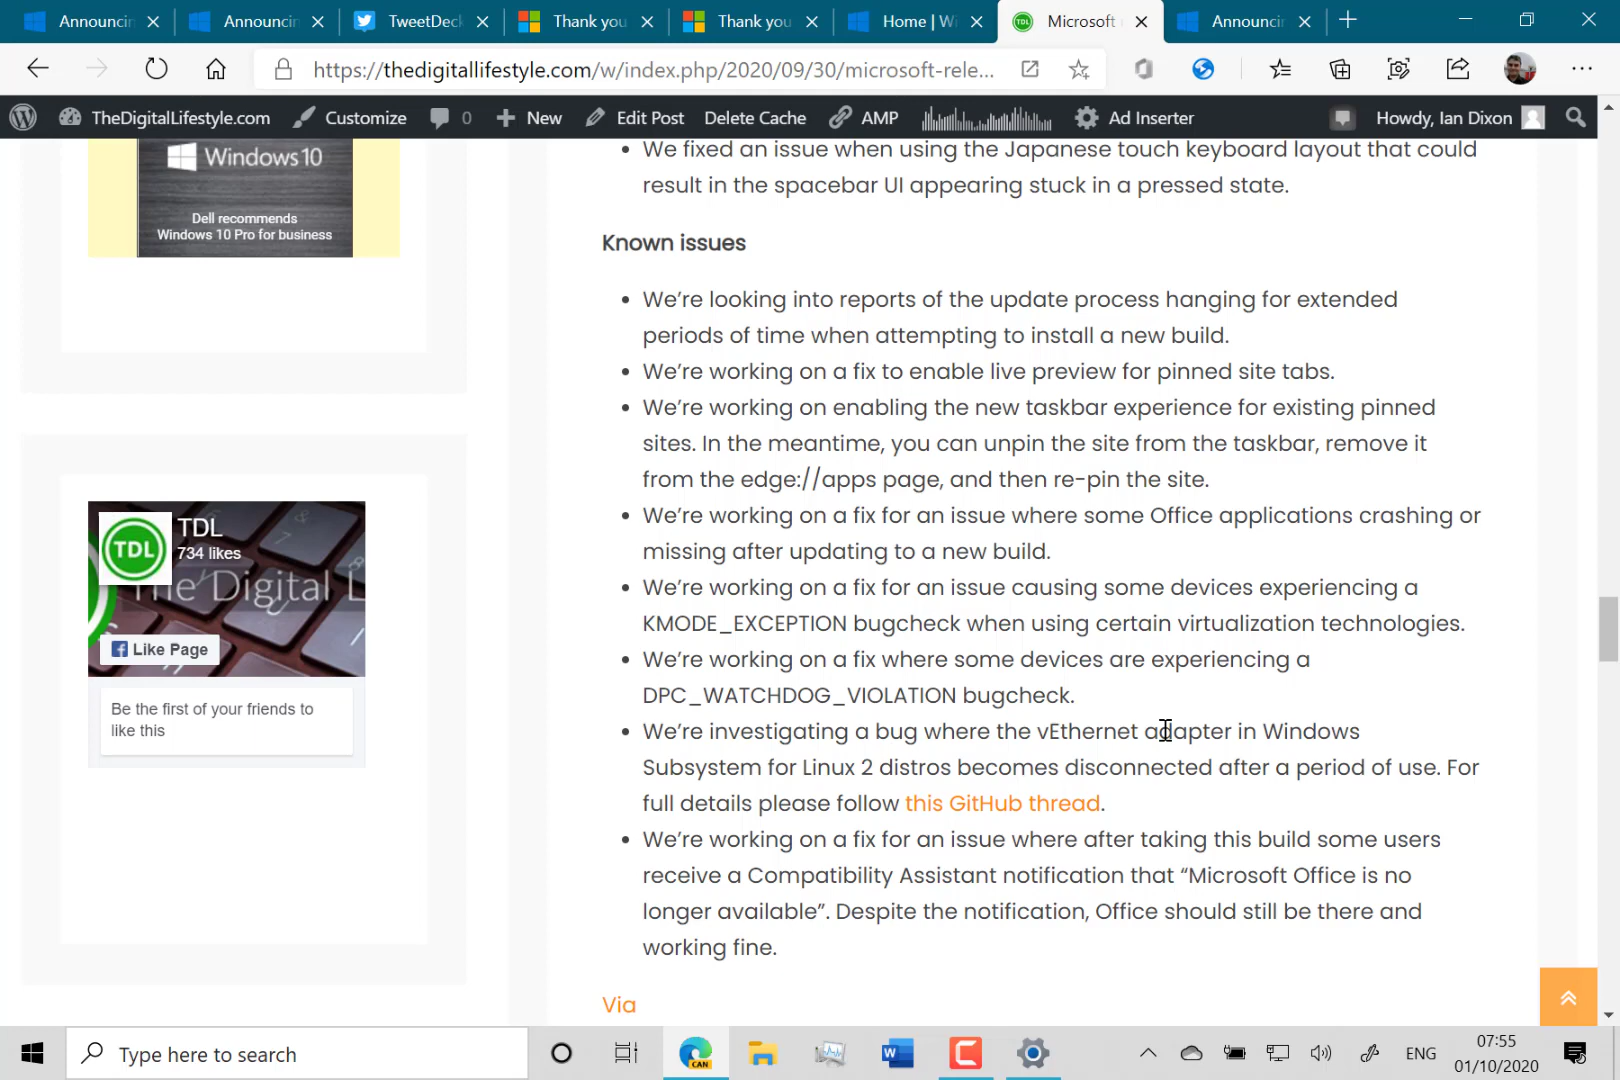 Announcin
Announcin
TweetDeck
Thank you
Thank you
Home | Wi
Microsoft
Announcin
https://thedigitallifestyle.com/w/index.php/2020/09/30/microsoft-rele...
TheDigitalLifestyle.com
Customize
0
New
Edit Post
Delete Cache
AMP
Ad Inserter
Howdy, Ian Dixon
Windows 10
Dell recommends
Windows 10 Pro for business
TDL
TDL
734 likes
The Digital L
Like Page
Be the first of your friends to
like this
We fixed an issue when using the Japanese touch keyboard layout that could
result in the spacebar UI appearing stuck in a pressed state.
Known issues
We’re looking into reports of the update process hanging for extended
periods of time when attempting to install a new build.
We’re working on a fix to enable live preview for pinned site tabs.
We’re working on enabling the new taskbar experience for existing pinned
sites. In the meantime, you can unpin the site from the taskbar, remove it
from the edge://apps page, and then re-pin the site.
We’re working on a fix for an issue where some Office applications crashing or
missing after updating to a new build.
We’re working on a fix for an issue causing some devices experiencing a
KMODE_EXCEPTION bugcheck when using certain virtualization technologies.
We’re working on a fix where some devices are experiencing a
DPC_WATCHDOG_VIOLATION bugcheck.
We’re investigating a bug where the vEthernet adapter in Windows
Subsystem for Linux 2 distros becomes disconnected after a period of use. For
full details please follow this GitHub thread.
We’re working on a fix for an issue where after taking this build some users
receive a Compatibility Assistant notification that “Microsoft Office is no
longer available”. Despite the notification, Office should still be there and
working fine.
Via
Type here to search
CAN
ENG
07:55
01/10/2020